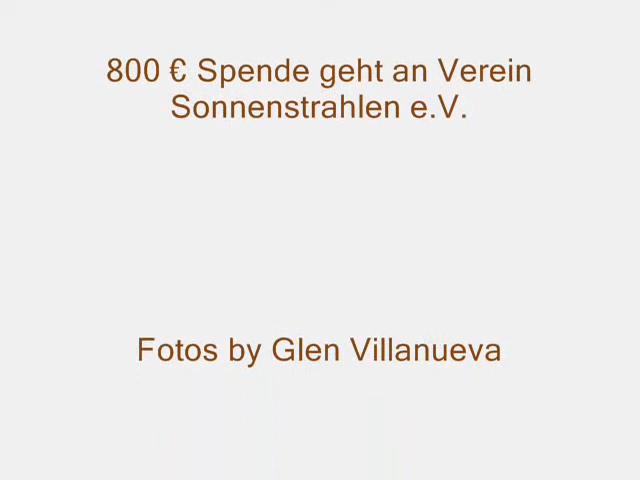 800 € Spende geht an Verein
Sonnenstrahlen e.V.
Fotos by Glen Villanueva